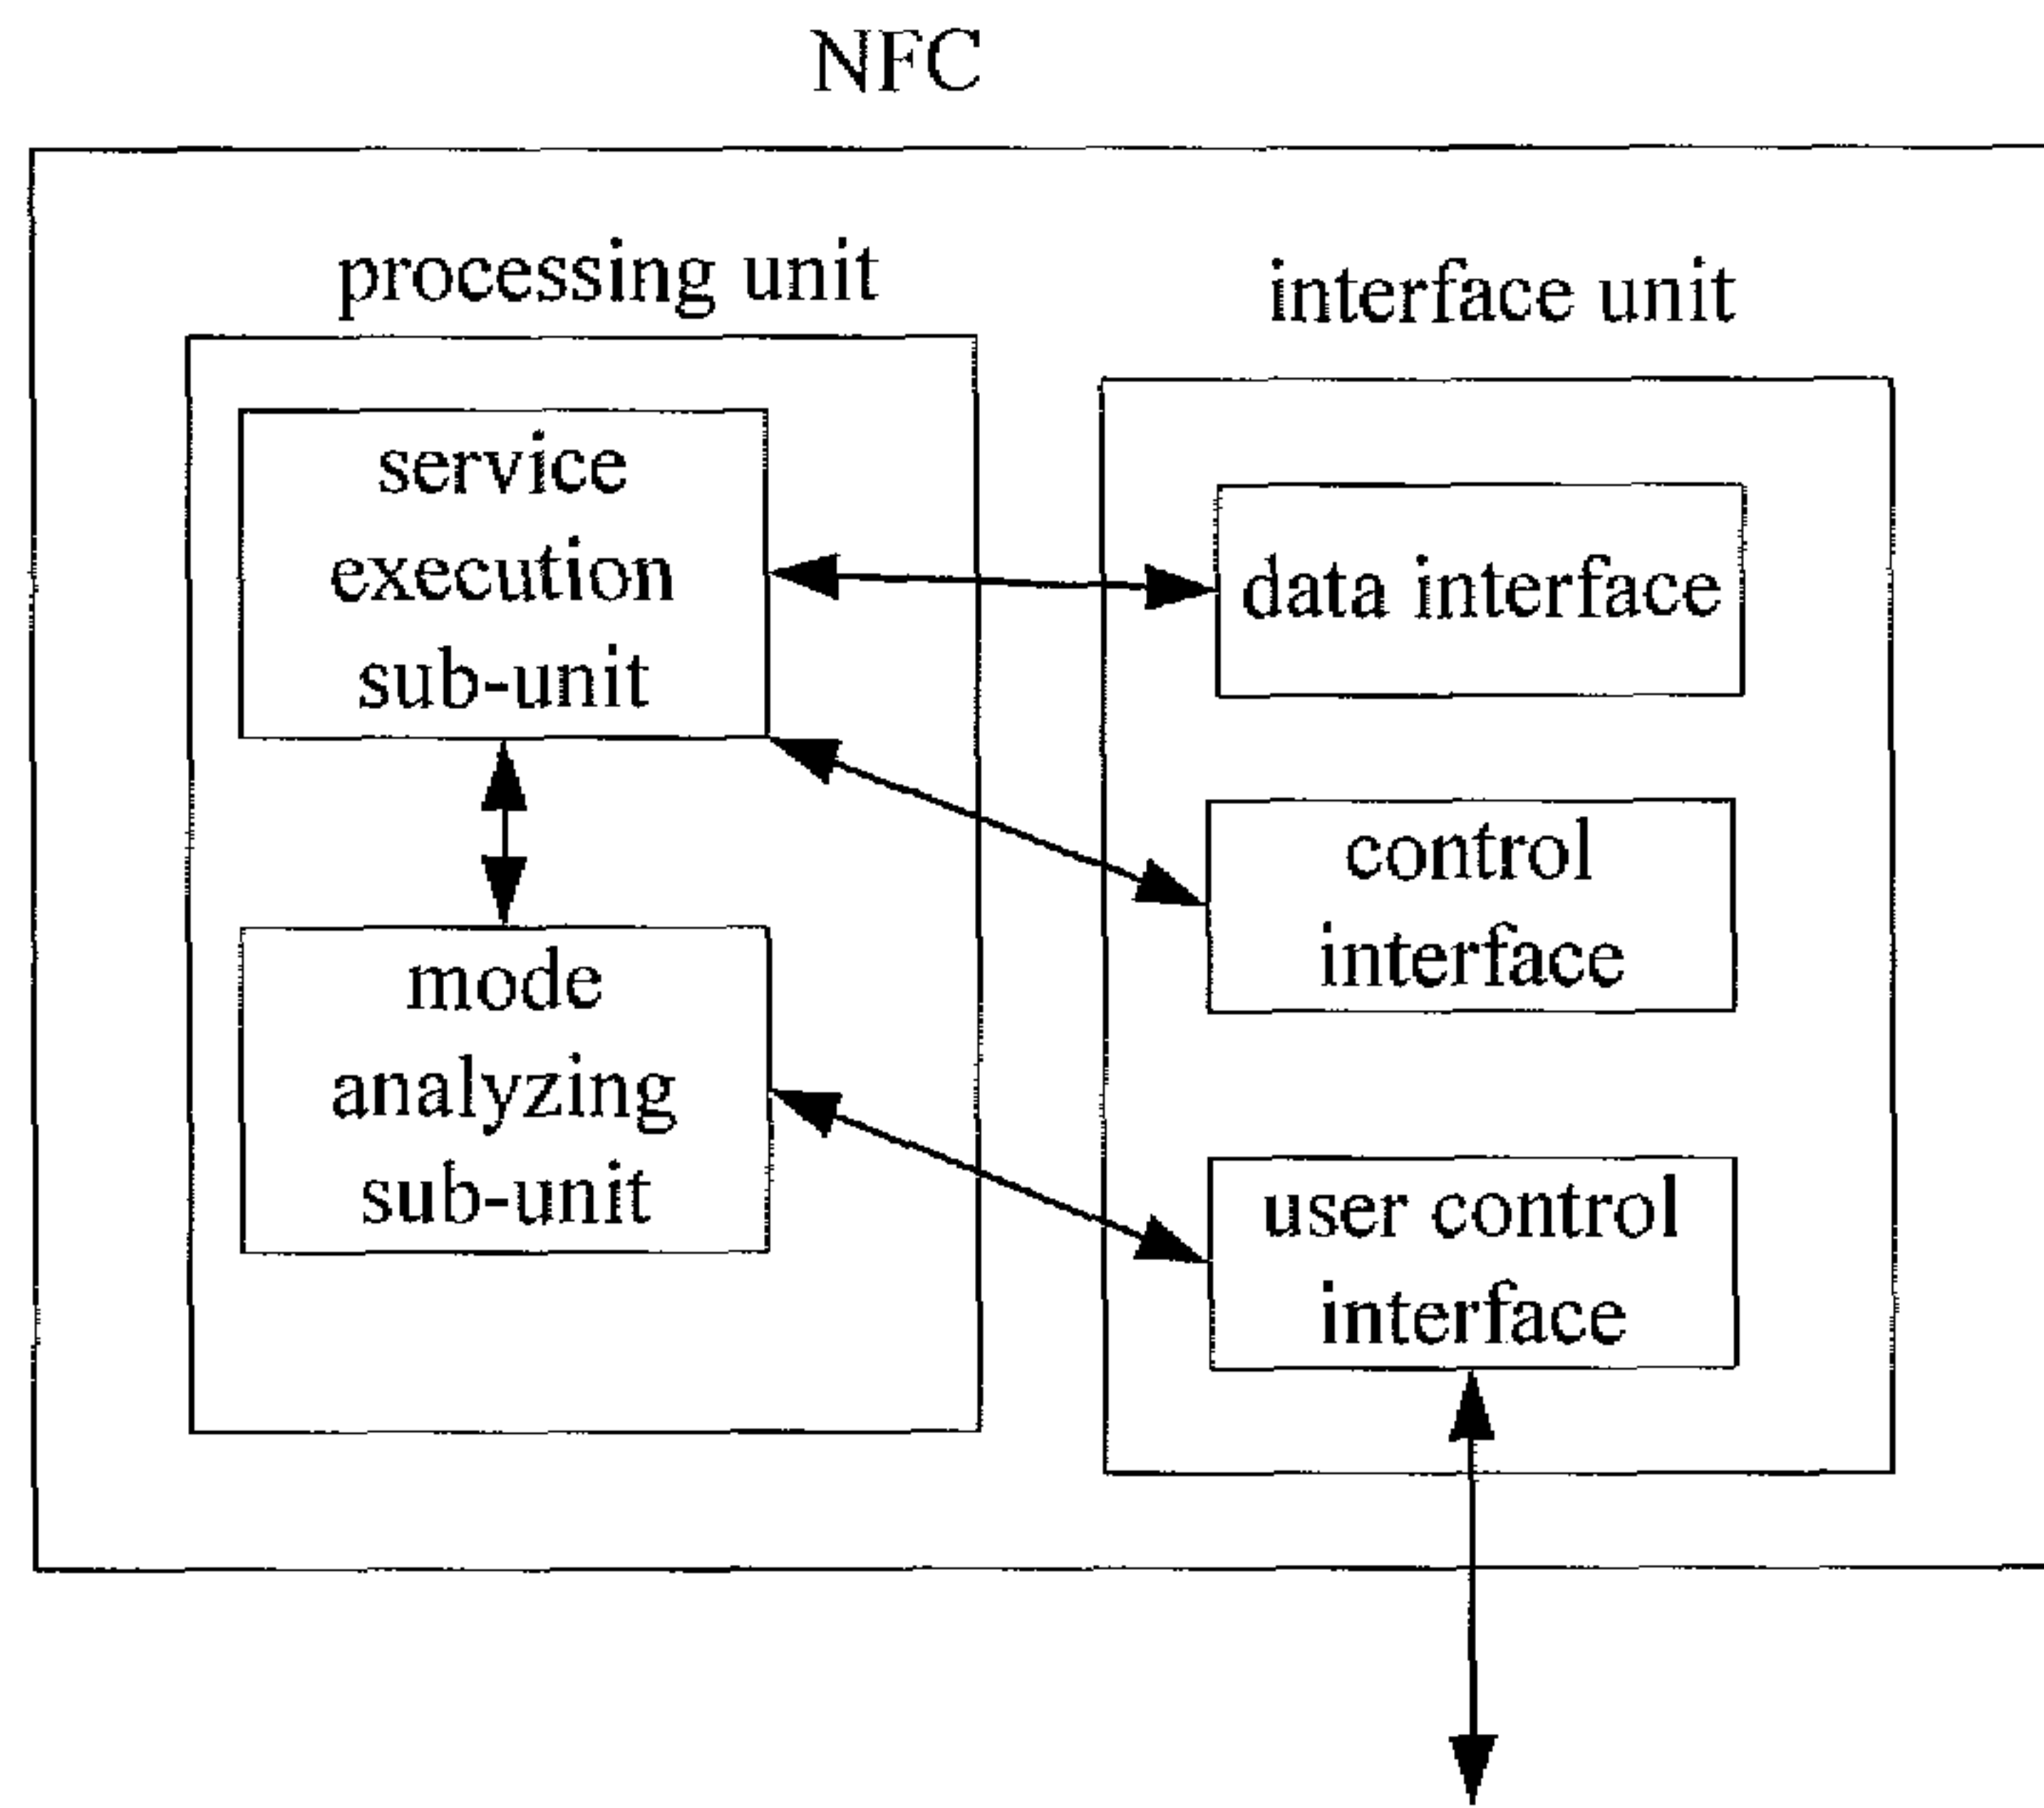 NFC
processing unit
service
execution
sub-unit
mode
analyzing
sub-unit
interface unit
data interface
control
interface
user control
interface